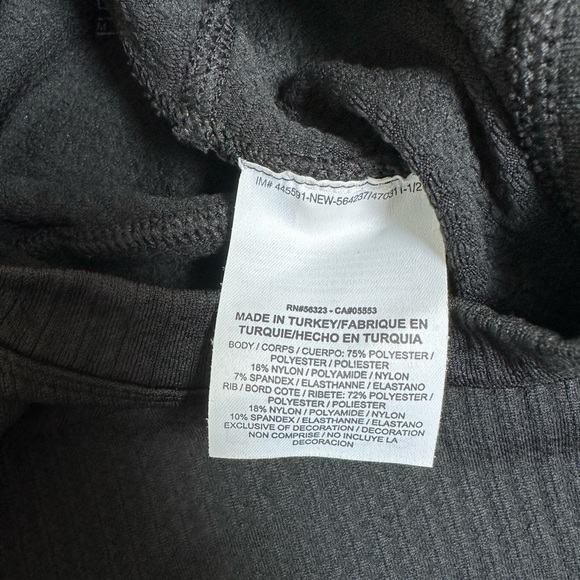 IM# 445591-NEW-564237/470311-1/2
RN#56323 - CA#05553
MADE IN TURKEY/FABRIQUE EN
TURQUIE/HECHO EN TURQUIA
BODY / CORPS / CUERPO: 75% POLYESTER /
POLYESTER / POLIESTER
18% NYLON / POLYAMIDE / NYLON
7% SPANDEX / ELASTHANNE / ELASTANO
RIB / BORD COTE / RIBETE: 72% POLYESTER /
POLYESTER / POLIESTER
18% NYLON / POLYAMIDE / NYLON
10% SPANDEX / ELASTHANNE / ELASTANO
EXCLUSIVE OF DECORATION / DECORATION
NON COMPRISE / NO INCLUYE LA
DECORACION